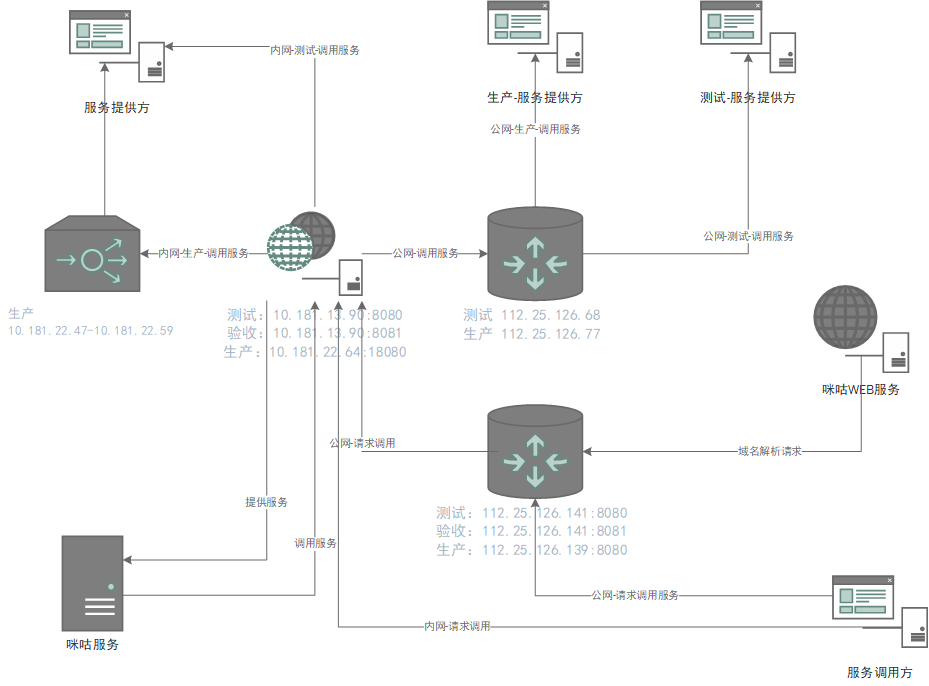 内网-测试-调用服务
服务提供方
生产-服务提供方
测试-服务提供方
公网-生产-调用服务
公网-测试-调用服务
内网-生产-调用服务
公网-调用服务
生产
10.181.22.47-10.181.22.59
测试：10.181.13.90:8080
验收：10.181.13.90:8081
生产：10.181.22.64:18080
测试 112.25.126.68
生产 112.25.126.77
咪咕WEB服务
公网-请求调用
域名解析请求
提供服务
测试：112.25.126.141:8080
验收：112.25.126.141:8081
生产：112.25.126.139:8080
调用服务
公网-请求调用服务
内网-请求调用
咪咕服务
服务调用方